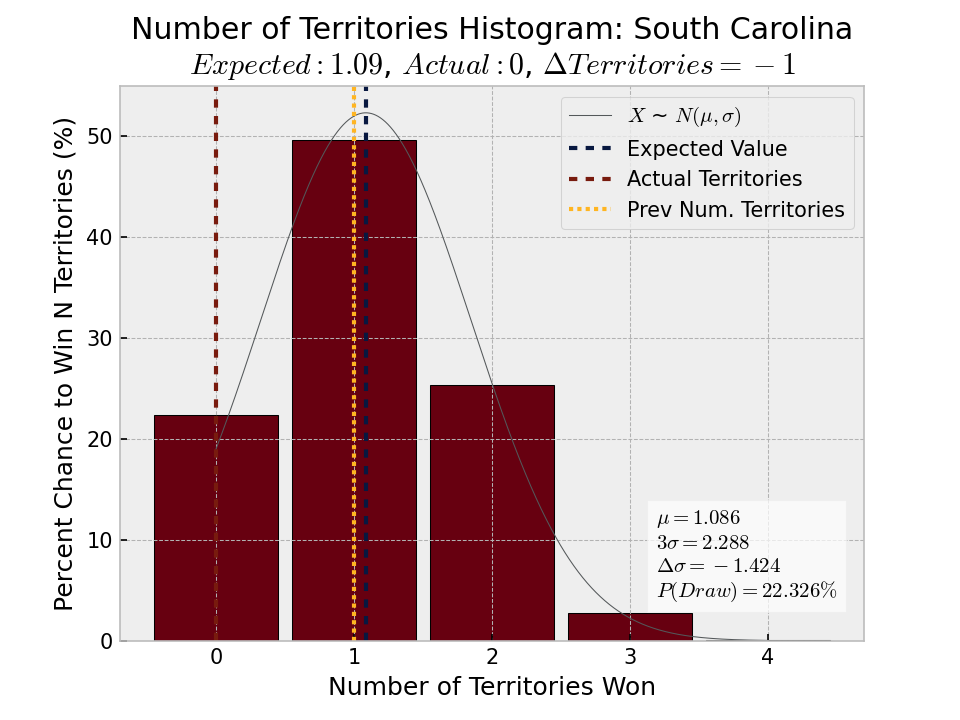 Number of Territories Histogram: South Carolina
Expected : 1.09, Actual : 0, ΔTerritories = −1
X ∼ N(μ, σ)
Expected Value
Actual Territories
Prev Num. Territories
Percent Chance to Win N Territories (%)
50
40
30
20
10
0
μ = 1.086
3σ = 2.288
Δσ = −1.424
P(Draw) = 22.326%
0 1 2 3 4
Number of Territories Won